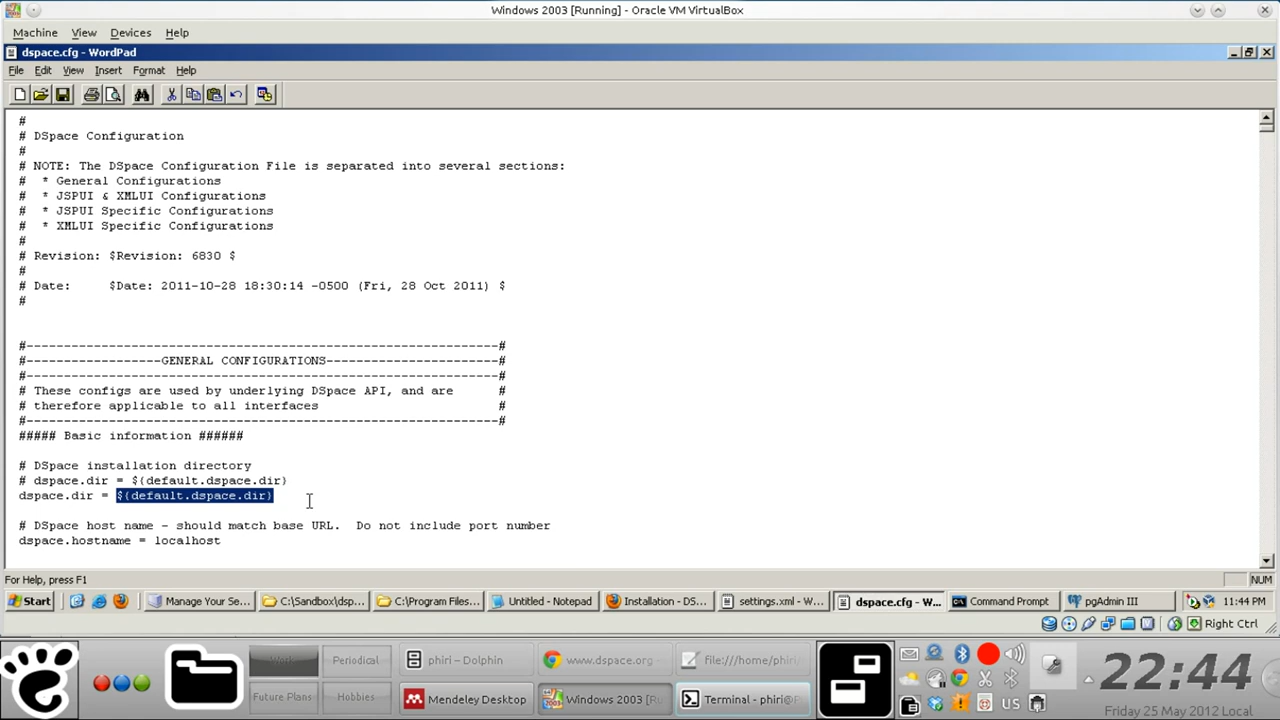 Windows 2003 [Running] - Oracle VM VirtualBox
Machine View Devices Help
dspace.cfg - WordPad
File Edit View Insert Format Help
#
# DSpace Configuration
#
# NOTE: The DSpace Configuration File is separated into several sections:
#   * General Configurations
#   * JSPUI & XMLUI Configurations
#   * JSPUI Specific Configurations
#   * XMLUI Specific Configurations
#
# Revision: $Revision: 6830 $
#
# Date:     $Date: 2011-10-28 18:30:14 -0500 (Fri, 28 Oct 2011) $
#
#---------------------------------------------------------------#
#------------------GENERAL CONFIGURATIONS-----------------------#
#---------------------------------------------------------------#
# These configs are used by underlying DSpace API, and are      #
# therefore applicable to all interfaces                        #
#---------------------------------------------------------------#
##### Basic information ######
# DSpace installation directory
# dspace.dir = ${default.dspace.dir}
dspace.dir = ${default.dspace.dir}
# DSpace host name - should match base URL.  Do not include port number
dspace.hostname = localhost
For Help, press F1 NUM
Start Manage Your Se... C:\Sandbox\dsp... C:\Program Files... Untitled - Notepad Installation - DS... settings.xml - W... dspace.cfg - W... Command Prompt pgAdmin III 11:44 PM
Right Ctrl
Work Periodical phiri - Dolphin www.dspace.org file:///home/phiri/
Future Plans Hobbies Mendeley Desktop Windows 2003 [Ru Terminal - phiri@
US
22:44
Friday 25 May 2012 Local